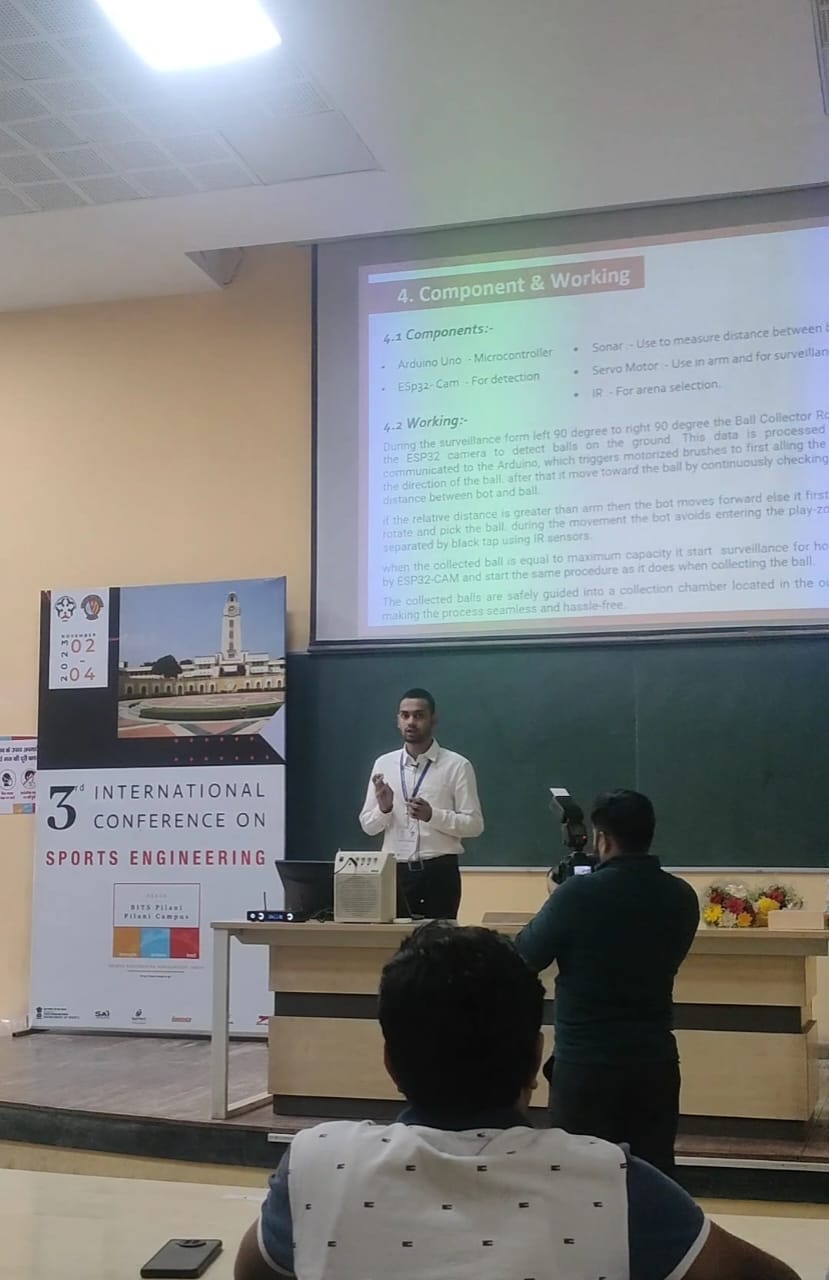 4. Component & Working
4.1 Components:-
• Arduino Uno - Microcontroller
• ESp32- Cam - For detection
• Sonar :- Use to measure distance between
• Servo Motor :- Use in arm and for surveillan
• IR - For arena selection.
4.2 Working:-
During the surveillance form left 90 degree to right 90 degree the Ball Collector Ro
the ESP32 camera to detect balls on the ground. This data is processed
communicated to the Arduino, which triggers motorized brushes to first alling the
the direction of the ball. after that it move toward the ball by continuously checking
distance between bot and ball.
if the relative distance is greater than arm then the bot moves forward else it first
rotate and pick the ball. during the movement the bot avoids entering the play-zo
separated by black tap using IR sensors.
when the collected ball is equal to maximum capacity it start surveillance for ho
by ESP32-CAM and start the same procedure as it does when collecting the ball.
The collected balls are safely guided into a collection chamber located in the
making the process seamless and hassle-free.
2023
NOVEMBER
02
-
04
3rd INTERNATIONAL
CONFERENCE ON
SPORTS ENGINEERING
BITS Pilani
Pilani Campus
SAI